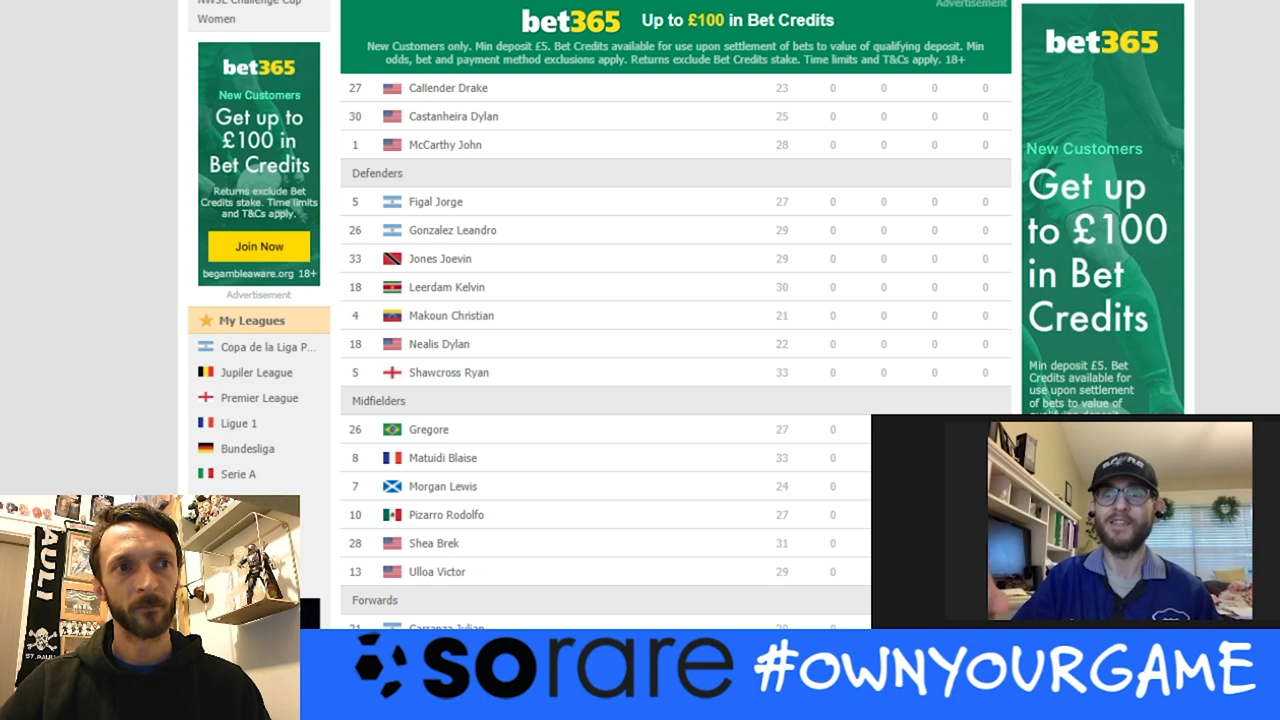 NWSL Challenge Cup
Women
bet365
New Customers
Get up to
£100 in
Bet Credits
Returns exclude Bet
Credits stake. Time limits
and T&Cs apply.
Join Now
begambleaware.org 18+
Advertisement
My Leagues
Copa de la Liga P...
Jupiler League
Premier League
Ligue 1
Bundesliga
Serie A
Advertisement
bet365 Up to £100 in Bet Credits
New Customers only. Min deposit £5. Bet Credits available for use upon settlement of bets to value of qualifying deposit. Min
odds, bet and payment method exclusions apply. Returns exclude Bet Credits stake. Time limits and T&Cs apply. 18+
27 Callender Drake 23 0 0 0 0
30 Castanheira Dylan 25 0 0 0 0
1 McCarthy John 28 0 0 0 0
Defenders
5 Figal Jorge 27 0 0 0 0
26 Gonzalez Leandro 29 0 0 0 0
33 Jones Joevin 29 0 0 0 0
18 Leerdam Kelvin 30 0 0 0 0
4 Makoun Christian 21 0 0 0 0
18 Nealis Dylan 22 0 0 0 0
5 Shawcross Ryan 33 0 0 0 0
Midfielders
26 Gregore 27 0
8 Matuidi Blaise 33 0
7 Morgan Lewis 24 0
10 Pizarro Rodolfo 27 0
28 Shea Brek 31 0
13 Ulloa Victor 29 0
Forwards
21 Carranza Julian 20 0
bet365
New Customers
Get up
to £100
in Bet
Credits
Min deposit £5. Bet
Credits available for
use upon settlement
of bets to value of
qualifying deposit.
AULI
ST. PAULI
sorare #OWNYOURGAME